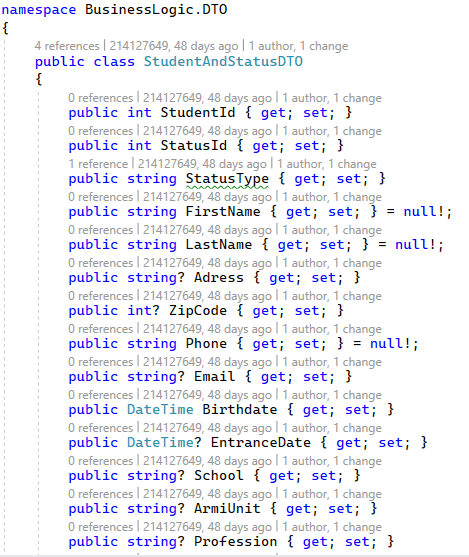 namespace BusinessLogic.DTO
{
4 references | 214127649, 48 days ago | 1 author, 1 change
public class StudentAndStatusDTO
{
0 references | 214127649, 48 days ago | 1 author, 1 change
public int StudentId { get; set; }
0 references | 214127649, 48 days ago | 1 author, 1 change
public int StatusId { get; set; }
1 reference | 214127649, 48 days ago | 1 author, 1 change
public string StatusType { get; set; }
0 references | 214127649, 48 days ago | 1 author, 1 change
public string FirstName { get; set; } = null!;
0 references | 214127649, 48 days ago | 1 author, 1 change
public string LastName { get; set; } = null!;
0 references | 214127649, 48 days ago | 1 author, 1 change
public string? Adress { get; set; }
0 references | 214127649, 48 days ago | 1 author, 1 change
public int? ZipCode { get; set; }
0 references | 214127649, 48 days ago | 1 author, 1 change
public string Phone { get; set; } = null!;
0 references | 214127649, 48 days ago | 1 author, 1 change
public string? Email { get; set; }
0 references | 214127649, 48 days ago | 1 author, 1 change
public DateTime Birthdate { get; set; }
0 references | 214127649, 48 days ago | 1 author, 1 change
public DateTime? EntranceDate { get; set; }
0 references | 214127649, 48 days ago | 1 author, 1 change
public string? School { get; set; }
0 references | 214127649, 48 days ago | 1 author, 1 change
public string? ArmiUnit { get; set; }
0 references | 214127649, 48 days ago | 1 author, 1 change
public string? Profession { get; set; }